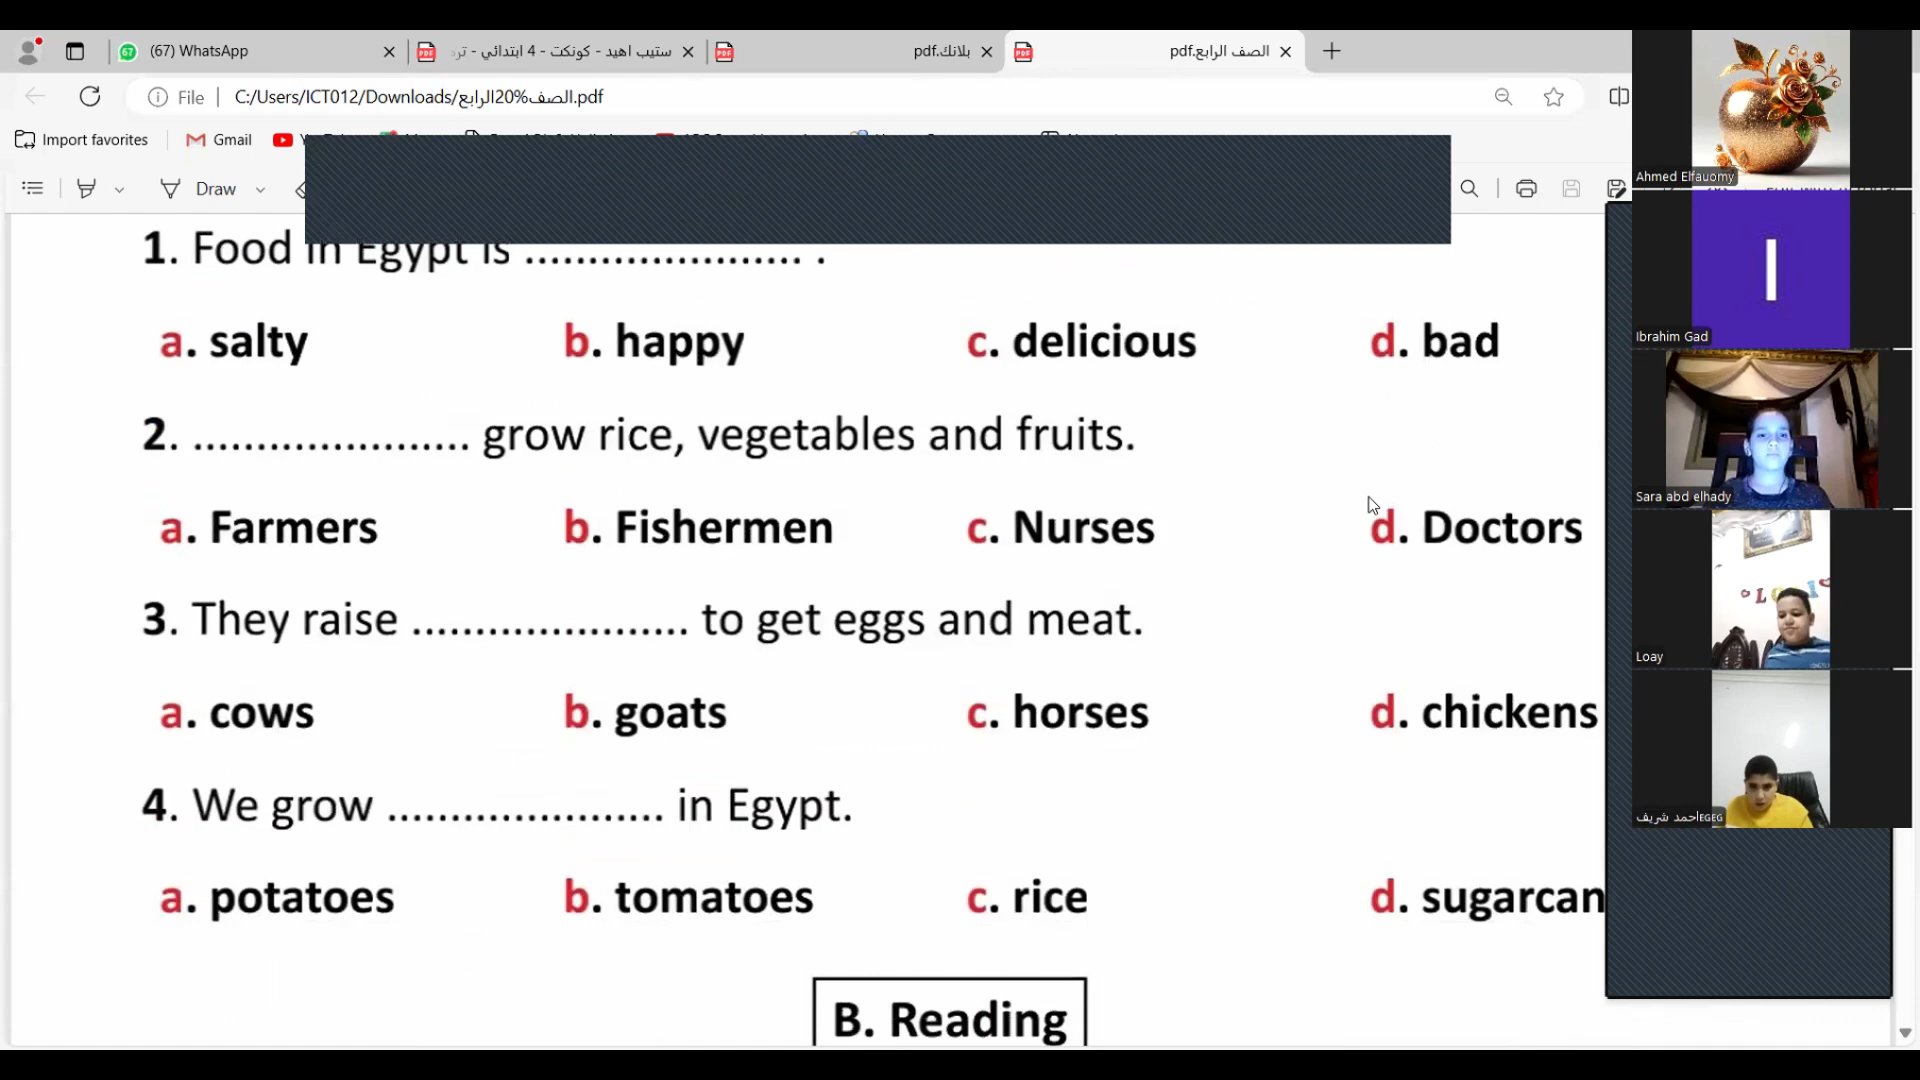 (67) WhatsApp
ستيب اهيد - كونكت - 4 ابتدائي - ترد
بلانك.pdf
الصف الرابع.pdf
File
C:/Users/ICT012/Downloads/الصف%20الرابع.pdf
Import favorites
Gmail
Draw
1. Food in Egypt is ...................... .
a. salty b. happy c. delicious d. bad
2. ...................... grow rice, vegetables and fruits.
a. Farmers b. Fishermen c. Nurses d. Doctors
3. They raise ...................... to get eggs and meat.
a. cows b. goats c. horses d. chickens
4. We grow ...................... in Egypt.
a. potatoes b. tomatoes c. rice d. sugarcan
B. Reading
Ahmed Elfauomy
I
Ibrahim Gad
Sara abd elhady
Loay
احمد شريفEGEG